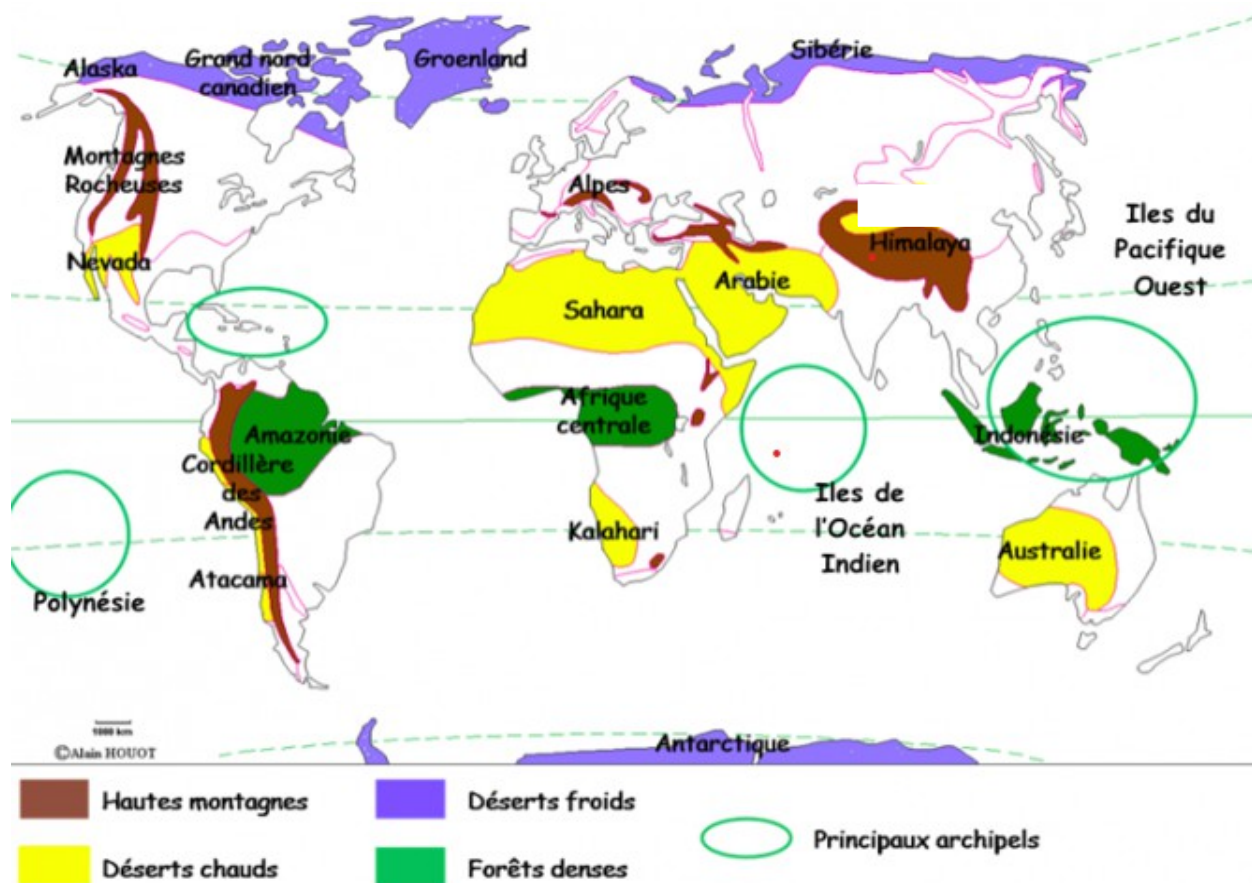 Alaska
Grand nord
canadien
Groenland
Sibérie
Montagnes
Rocheuses
Alpes
Iles du
Pacifique
Ouest
Himalaya
Nevada
Arabie
Sahara
Afrique
centrale
Amazonie
Indonésie
Cordillère
des
Andes
Iles de
l'Océan
Indien
Kalahari
Australie
Atacama
Polynésie
1000 km
©Alain HOUOT
Antarctique
Hautes montagnes
Déserts froids
Principaux archipels
Déserts chauds
Forêts denses